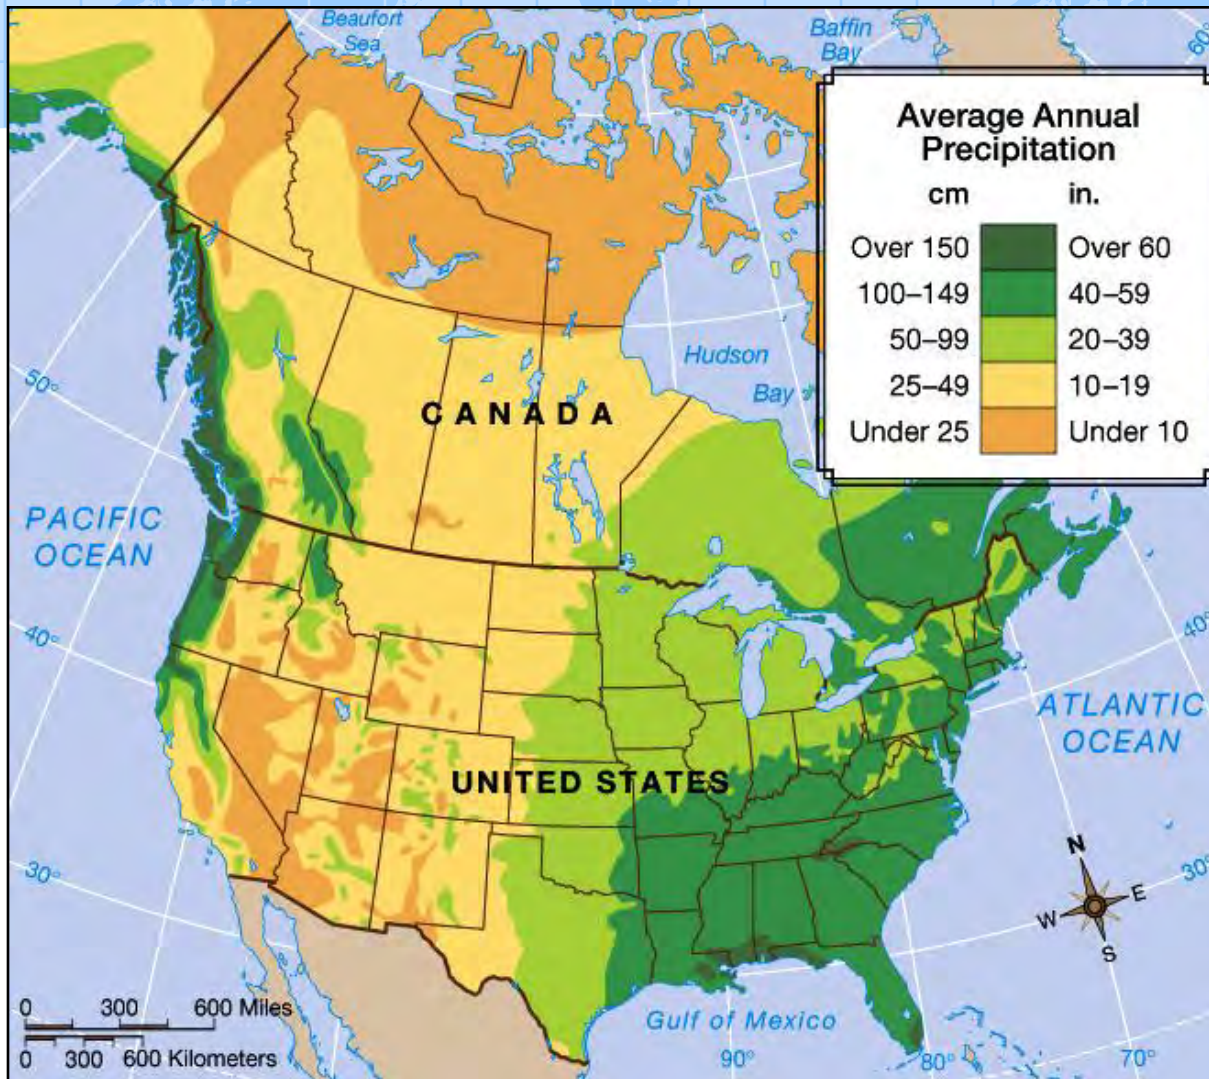 Beaufort
Sea
Baffin
Bay
60°
Average Annual
Precipitation
cm in.
Over 150 Over 60
100–149 40–59
50–99 20–39
25–49 10–19
Under 25 Under 10
Hudson
Bay
50°
CANADA
PACIFIC
OCEAN
40°
40°
ATLANTIC
OCEAN
UNITED STATES
30°
30°
N
W E
S
0 300 600 Miles
0 300 600 Kilometers
Gulf of Mexico
90°
80°
70°